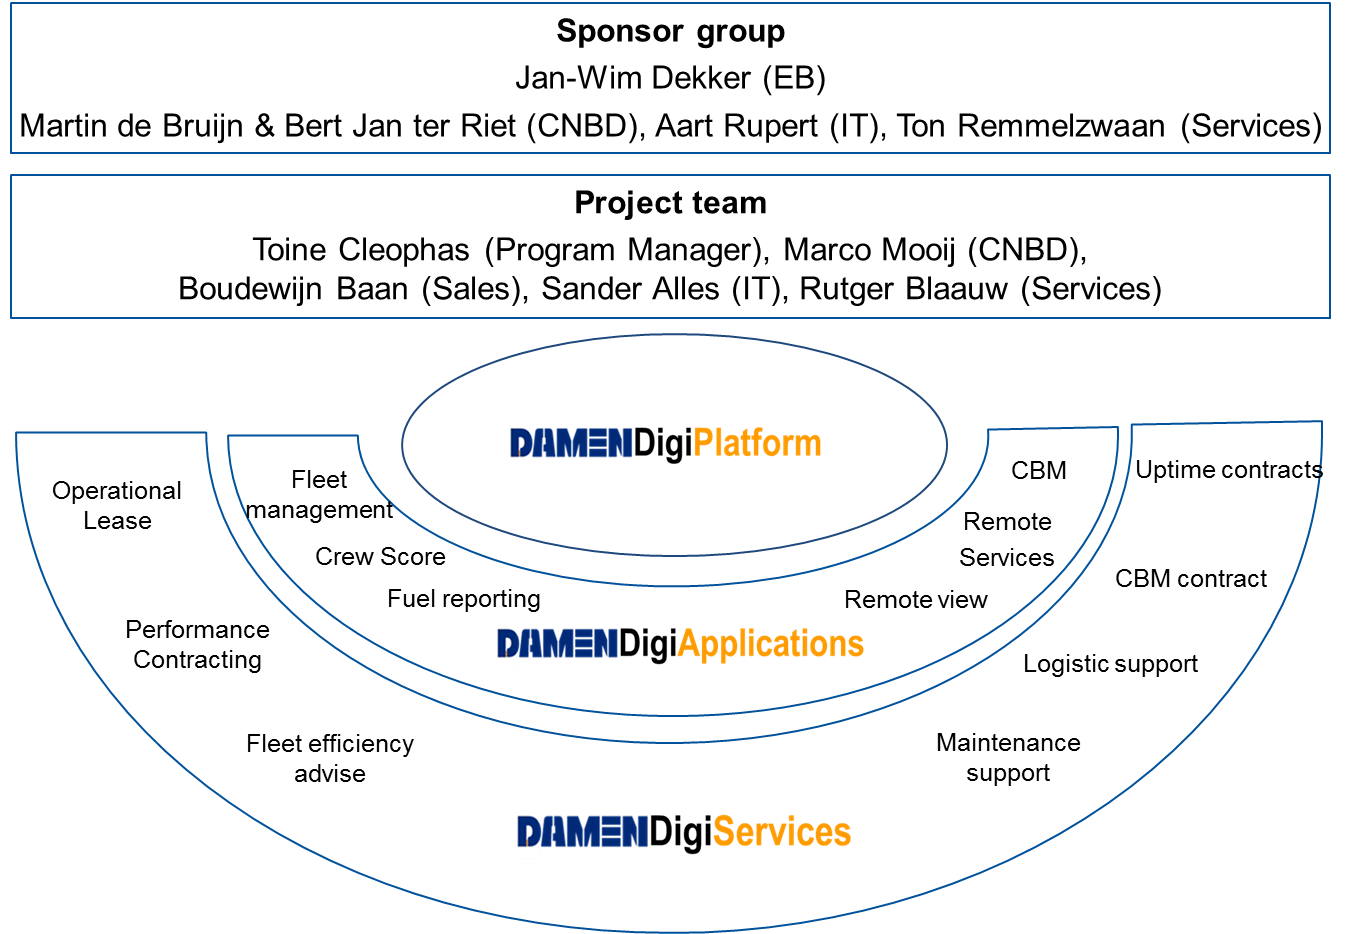 Sponsor group
Jan-Wim Dekker (EB)
Martin de Bruijn & Bert Jan ter Riet (CNBD), Aart Rupert (IT), Ton Remmelzwaan (Services)
Project team
Toine Cleophas (Program Manager), Marco Mooij (CNBD),
Boudewijn Baan (Sales), Sander Alles (IT), Rutger Blaauw (Services)
DAMENDigiPlatform
Operational
Lease
Performance
Contracting
Fleet efficiency
advise
Fleet
management
Crew Score
Fuel reporting
CBM
Remote
Services
Remote view
DAMENDigiApplications
Uptime contracts
CBM contract
Logistic support
Maintenance
support
DAMENDigiServices